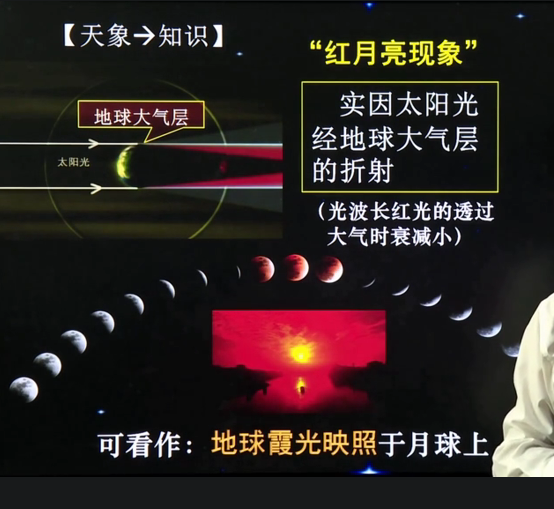 【天象→知识】
“红月亮现象”
地球大气层
太阳光
实因太阳光
经地球大气层
的折射
（光波长红光的透过
大气时衰减小）
可看作：地球霞光映照于月球上